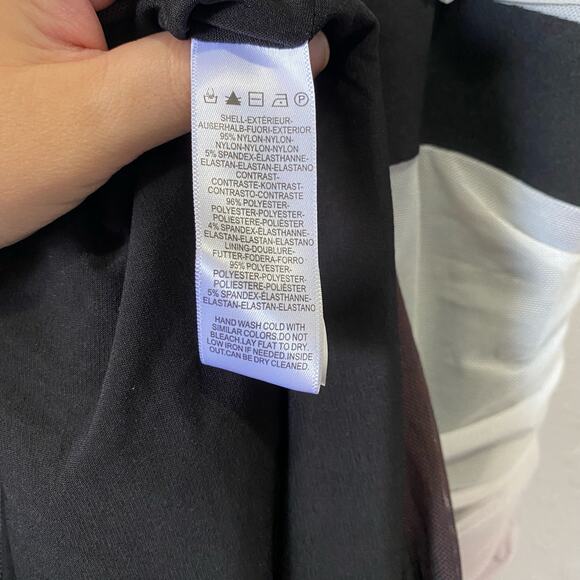 SHELL-EXTÉRIEUR-
AUßERHALB-FUORI-EXTERIOR
95% NYLON-NYLON-
NYLON-NYLON-NYLON
5% SPANDEX-ÉLASTHANNE-
ELASTAN-ELASTAN-ELASTANO
CONTRAST-
CONTRASTE-KONTRAST-
CONTRASTO-CONTRASTE
96% POLYESTER-
POLYESTER-POLYESTER-
POLIESTERE-POLIÉSTER
4% SPANDEX-ÉLASTHANNE-
ELASTAN-ELASTAN-ELASTANO
LINING-DOUBLURE-
FUTTER-FODERA-FORRO
95% POLYESTER-
POLYESTER-POLYESTER-
POLIESTERE-POLIÉSTER
5% SPANDEX-ÉLASTHANNE-
ELASTAN-ELASTAN-ELASTANO
HAND WASH COLD WITH
SIMILAR COLORS.DO NOT
BLEACH.LAY FLAT TO DRY.
LOW IRON IF NEEDED.INSIDE
OUT.CAN BE DRY CLEANED.